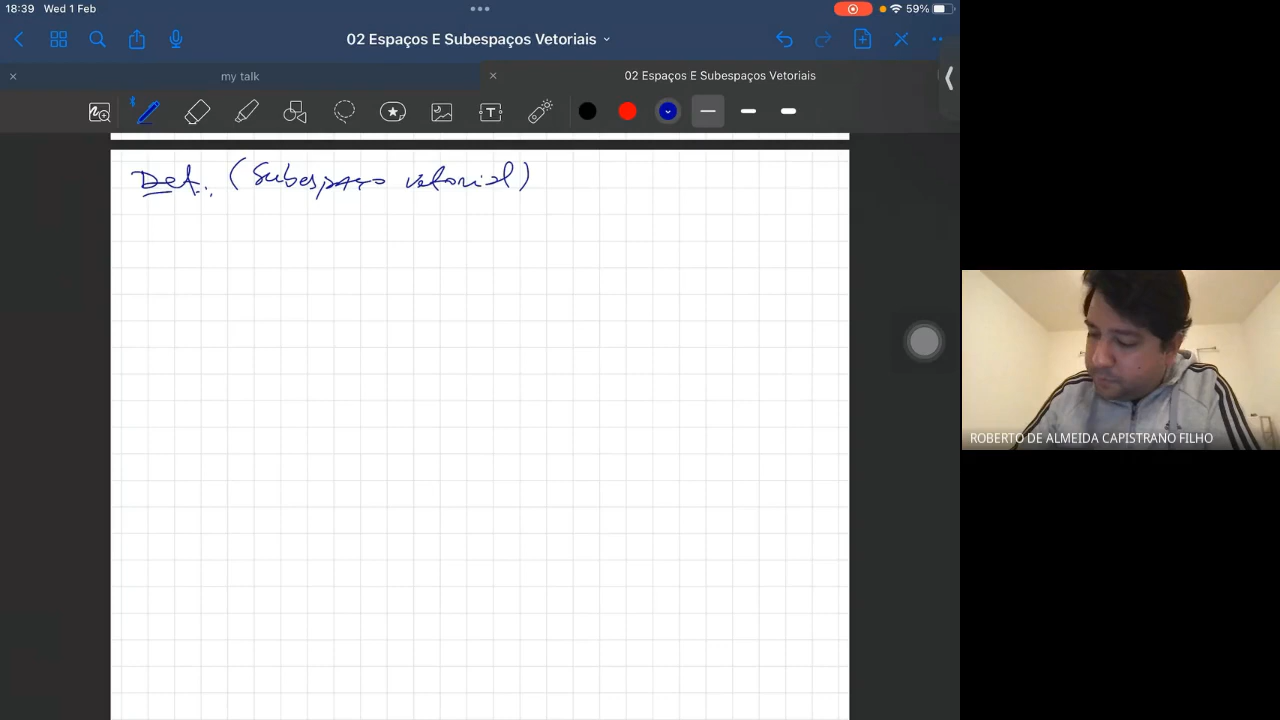 18:39 Wed 1 Feb
59%
02 Espaços E Subespaços Vetoriais
my talk
02 Espaços E Subespaços Vetoriais
T
Def.: (Subespaço vetorial)
ROBERTO DE ALMEIDA CAPISTRANO FILHO